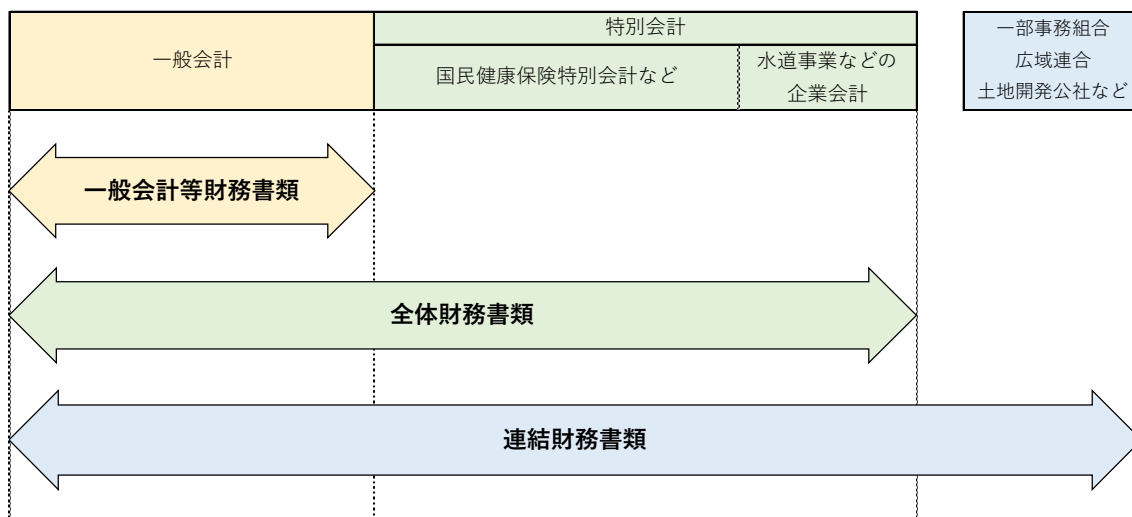 一般会計
特別会計
国民健康保険特別会計など
水道事業などの
企業会計
一部事務組合
広域連合
土地開発公社など
一般会計等財務書類
全体財務書類
連結財務書類